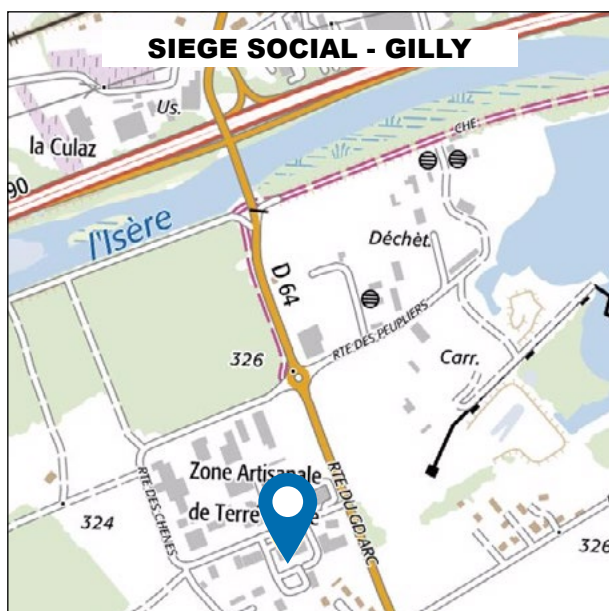 SIEGE SOCIAL - GILLY
Us.
la Culaz
90
CHE
l'Isère
Déchèt.
D 64
RTE DES PEUPLIERS
326
Carr.
Zone Artisanale
de Terre
RTE DES CHENES
RTE DU GD ARC
324
326